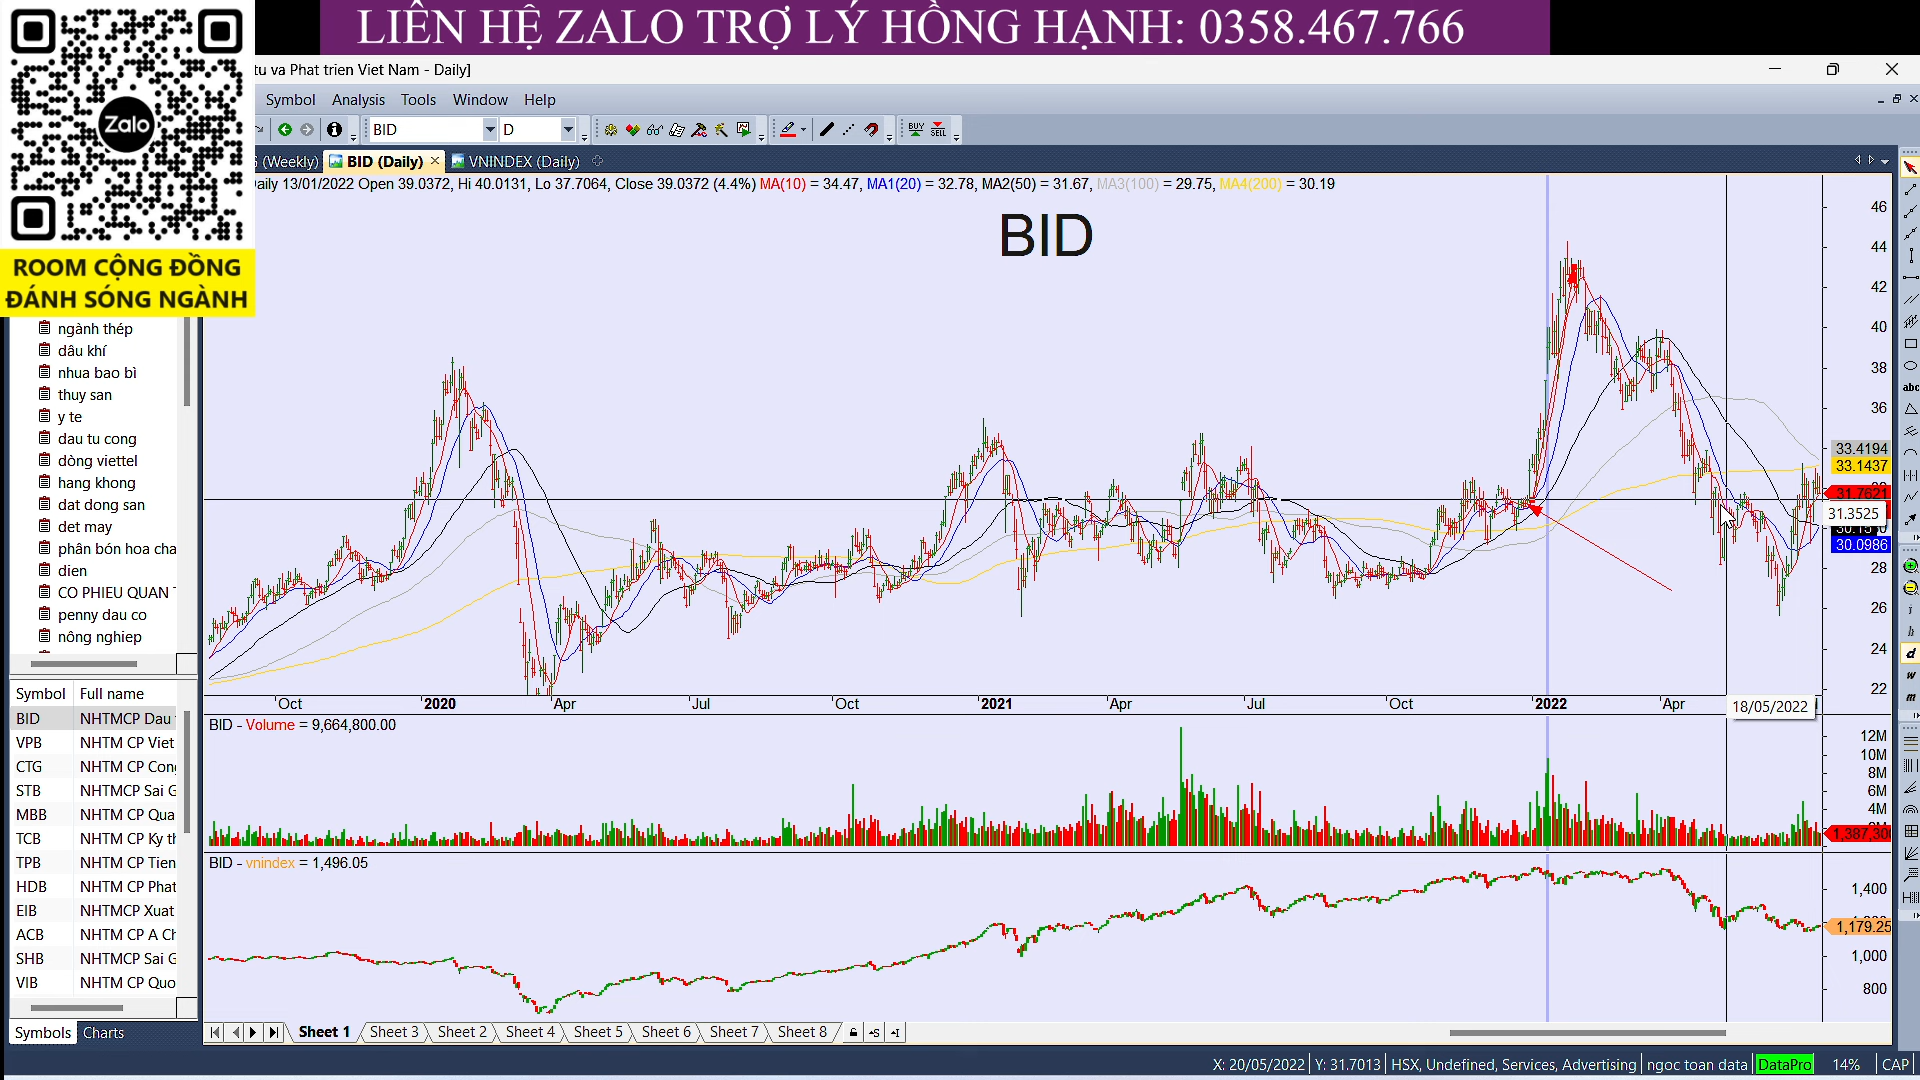 LIÊN HỆ ZALO TRỢ LÝ HỒNG HẠNH: 0358.467.766
Zalo
ROOM CỘNG ĐỒNG
ĐÁNH SÓNG NGÀNH
tu va Phat trien Viet Nam - Daily]
Symbol Analysis Tools Window Help
BID D BUY SELL
(Weekly) BID (Daily) VNINDEX (Daily)
aily 13/01/2022 Open 39.0372, Hi 40.0131, Lo 37.7064, Close 39.0372 (4.4%) MA(10) = 34.47, MA1(20) = 32.78, MA2(50) = 31.67, MA3(100) = 29.75, MA4(200) = 30.19
BID
46
44
42
40
38
36
33.4194
33.1437
31.7621
31.3525
30.0986
28
26
24
22
ngành thép
dầu khí
nhua bao bì
thuy san
y te
dau tu cong
dòng viettel
hang khong
dat dong san
det may
phân bón hoa cha
dien
CO PHIEU QUAN
penny dau co
nông nghiep
Oct 2020 Apr Jul Oct 2021 Apr Jul Oct 2022 Apr 18/05/2022
Symbol Full name
BID NHTMCP Dau
VPB NHTM CP Viet
CTG NHTM CP Con
STB NHTMCP Sai G
MBB NHTM CP Qua
TCB NHTM CP Ky th
TPB NHTM CP Tien
HDB NHTM CP Phat
EIB NHTMCP Xuat
ACB NHTM CP A Ch
SHB NHTMCP Sai G
VIB NHTM CP Quo
Symbols Charts
BID - Volume = 9,664,800.00
12M
10M
8M
6M
4M
1,387,300
BID - vnindex = 1,496.05
1,400
1,179.25
1,000
800
Sheet 1 Sheet 3 Sheet 2 Sheet 4 Sheet 5 Sheet 6 Sheet 7 Sheet 8
X: 20/05/2022 Y: 31.7013 HSX, Undefined, Services, Advertising ngoc toan data DataPro 14% CAP
abc
i
h
d
w
m